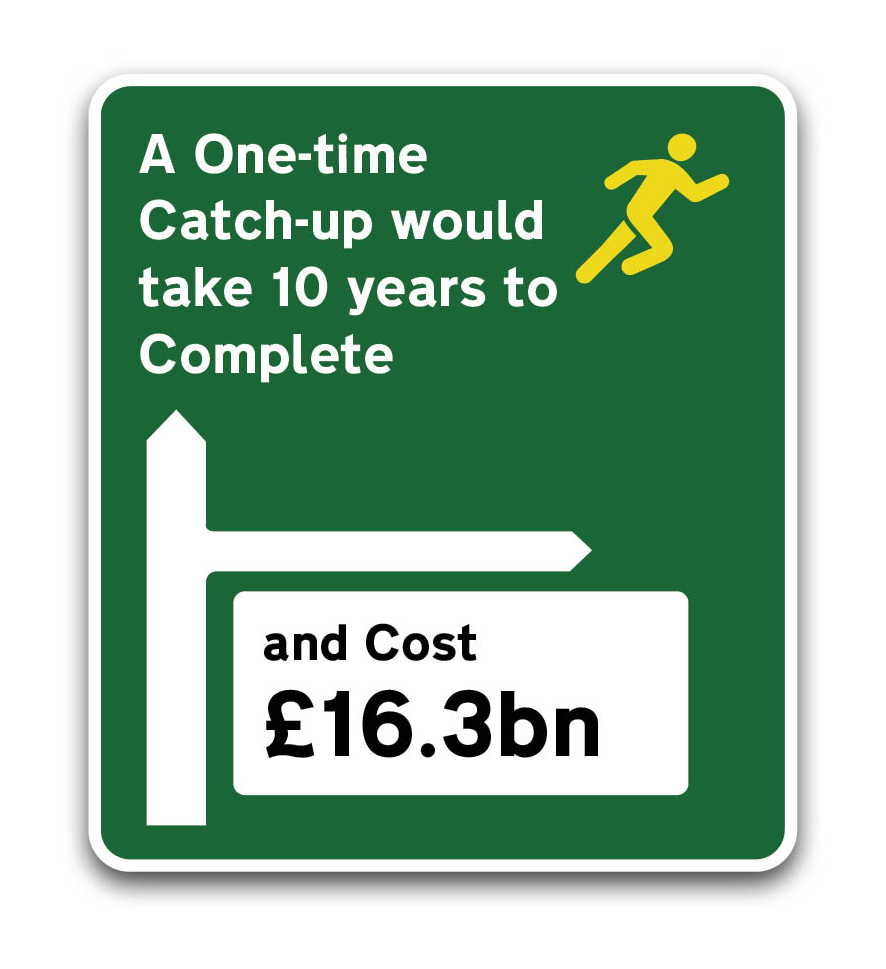 A One-time
Catch-up would
take 10 years to
Complete
and Cost
£16.3bn